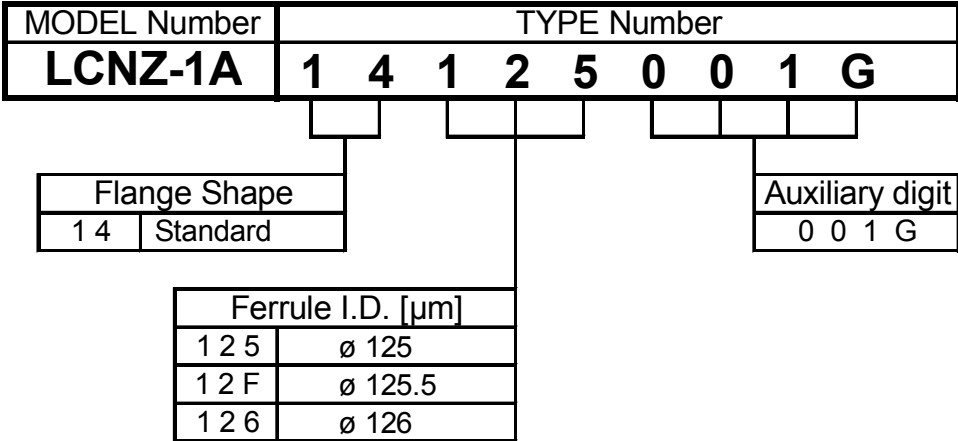 MODEL Number TYPE Number
LCNZ-1A 1 4 1 2 5 0 0 1 G
Flange Shape Auxiliary digit
1 4 Standard 0 0 1 G
Ferrule I.D. [µm]
1 2 5 ø 125
1 2 F ø 125.5
1 2 6 ø 126